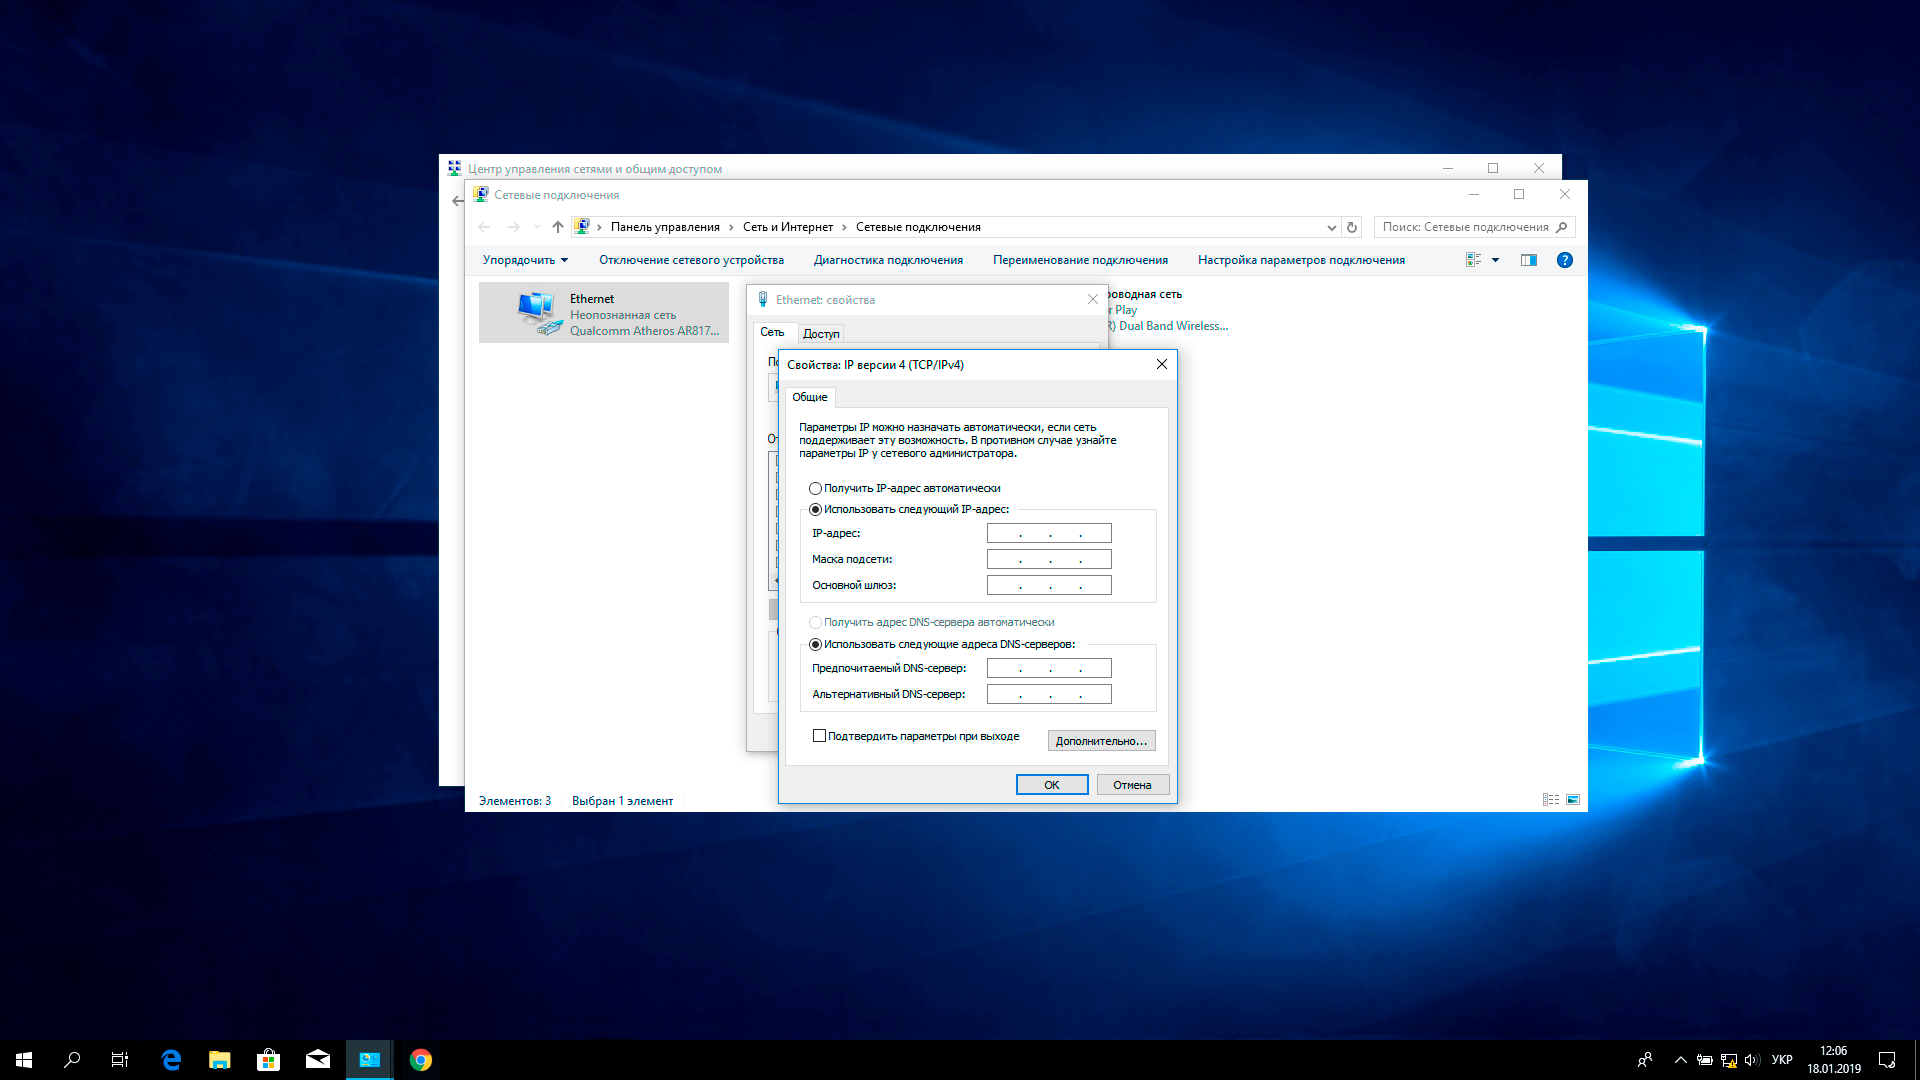 Центр управления сетями и общим доступом
Сетевые подключения
Панель управления
Сеть и Интернет
Сетевые подключения
Поиск: Сетевые подключения
Упорядочить
Отключение сетевого устройства
Диагностика подключения
Переименование подключения
Настройка параметров подключения
Ethernet
Неопознанная сеть
Qualcomm Atheros AR817...
Ethernet: свойства
Сеть
Доступ
Dual Band Wireless...
Play
сеть
Свойства: IP версии 4 (TCP/IPv4)
Общие
Параметры IP можно назначать автоматически, если сеть
поддерживает эту возможность. В противном случае узнайте
параметры IP у сетевого администратора.
Получить IP-адрес автоматически
Использовать следующий IP-адрес:
IP-адрес:
Маска подсети:
Основной шлюз:
Получить адрес DNS-сервера автоматически
Использовать следующие адреса DNS-серверов:
Предпочитаемый DNS-сервер:
Альтернативный DNS-сервер:
Подтвердить параметры при выходе
Дополнительно...
ОК
Отмена
Элементов: 3
Выбран 1 элемент
УКР
12:06
18.01.2019